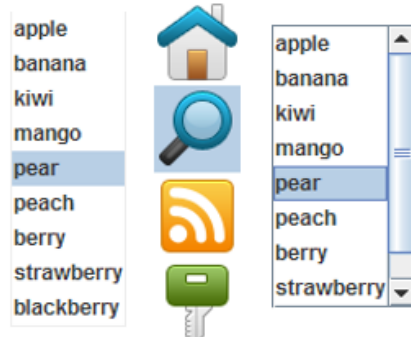 apple
banana
kiwi
mango
pear
peach
berry
strawberry
blackberry
apple
banana
kiwi
mango
pear
peach
berry
strawberry